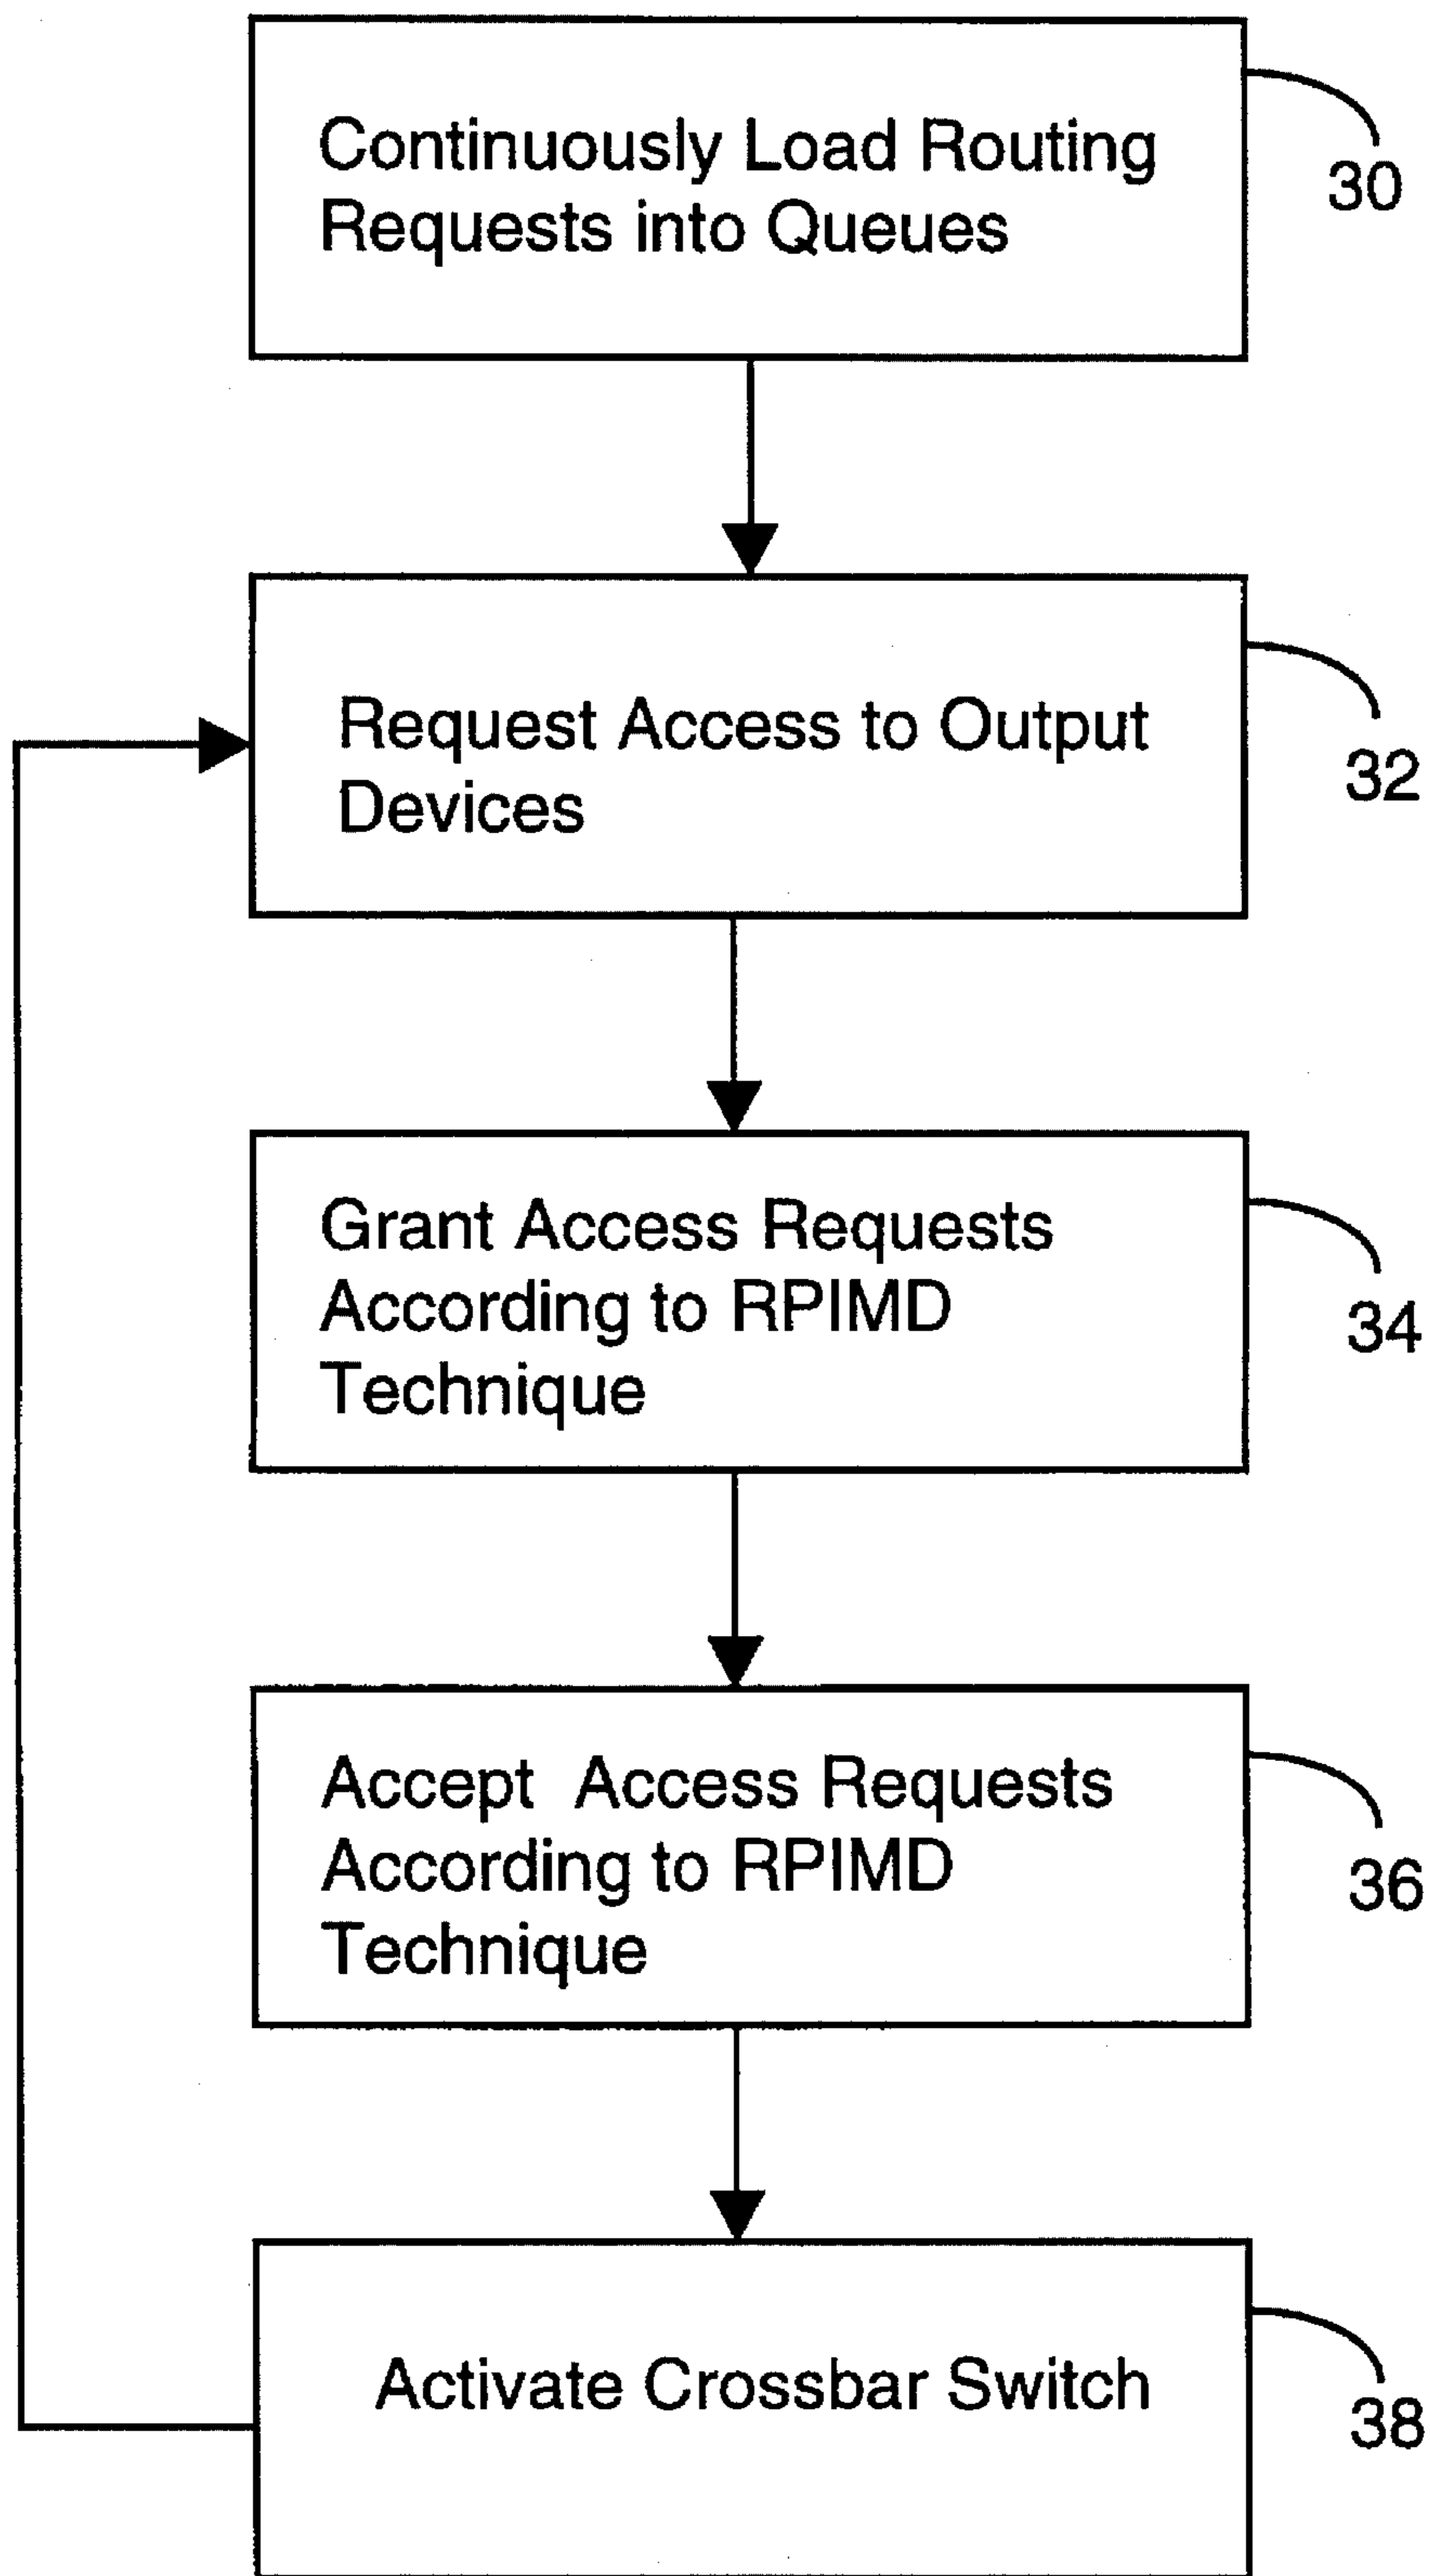 Continuously Load Routing
Requests into Queues
30
Request Access to Output
Devices
32
Grant Access Requests
According to RPIMD
Technique
34
Accept Access Requests
According to RPIMD
Technique
36
Activate Crossbar Switch
38